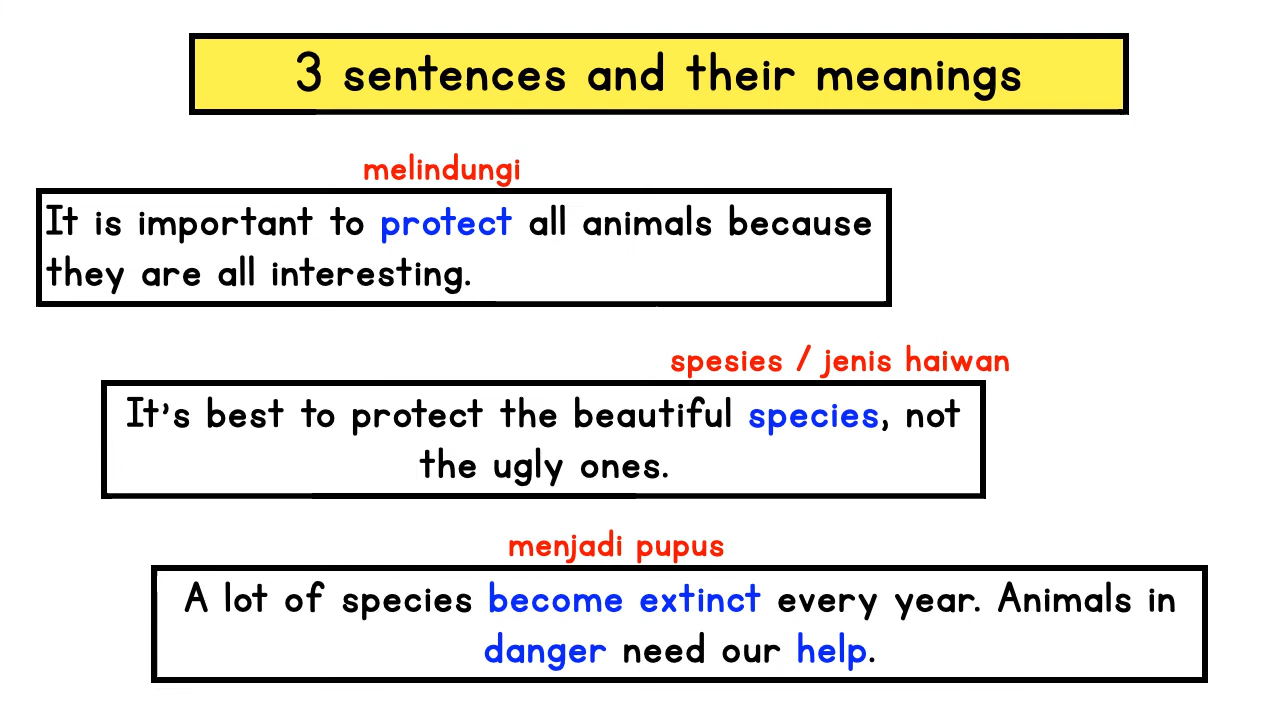 3 sentences and their meanings
melindungi
It is important to protect all animals because
they are all interesting.
spesies / jenis haiwan
It's best to protect the beautiful species, not
the ugly ones.
menjadi pupus
A lot of species become extinct every year. Animals in
danger need our help.